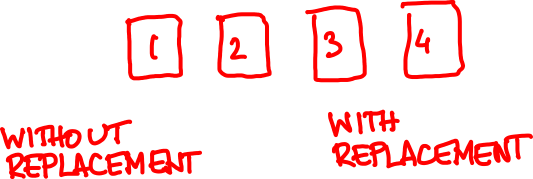 1 2 3 4
WITHOUT
REPLACEMENT
WITH
REPLACEMENT